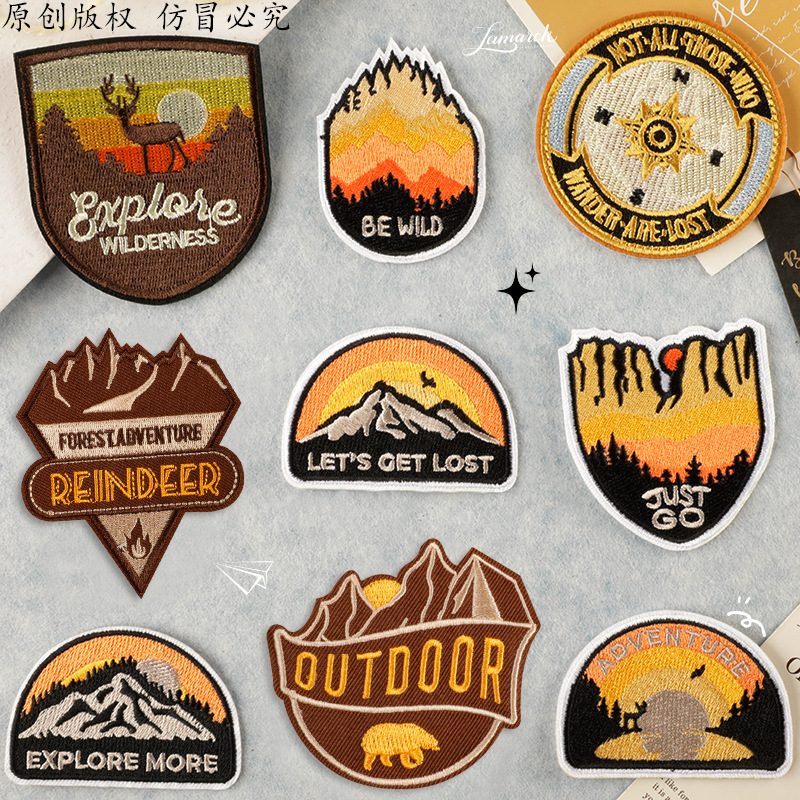 原创版权 仿冒必究
Lamarck
Explore
WILDERNESS
BE WILD
NOT·ALL·THOSE·WHO
N
WANDER·ARE·LOST
FOREST.ADVENTURE
REINDEER
LET'S GET LOST
JUST
GO
EXPLORE MORE
OUTDOOR
ADVENTURE